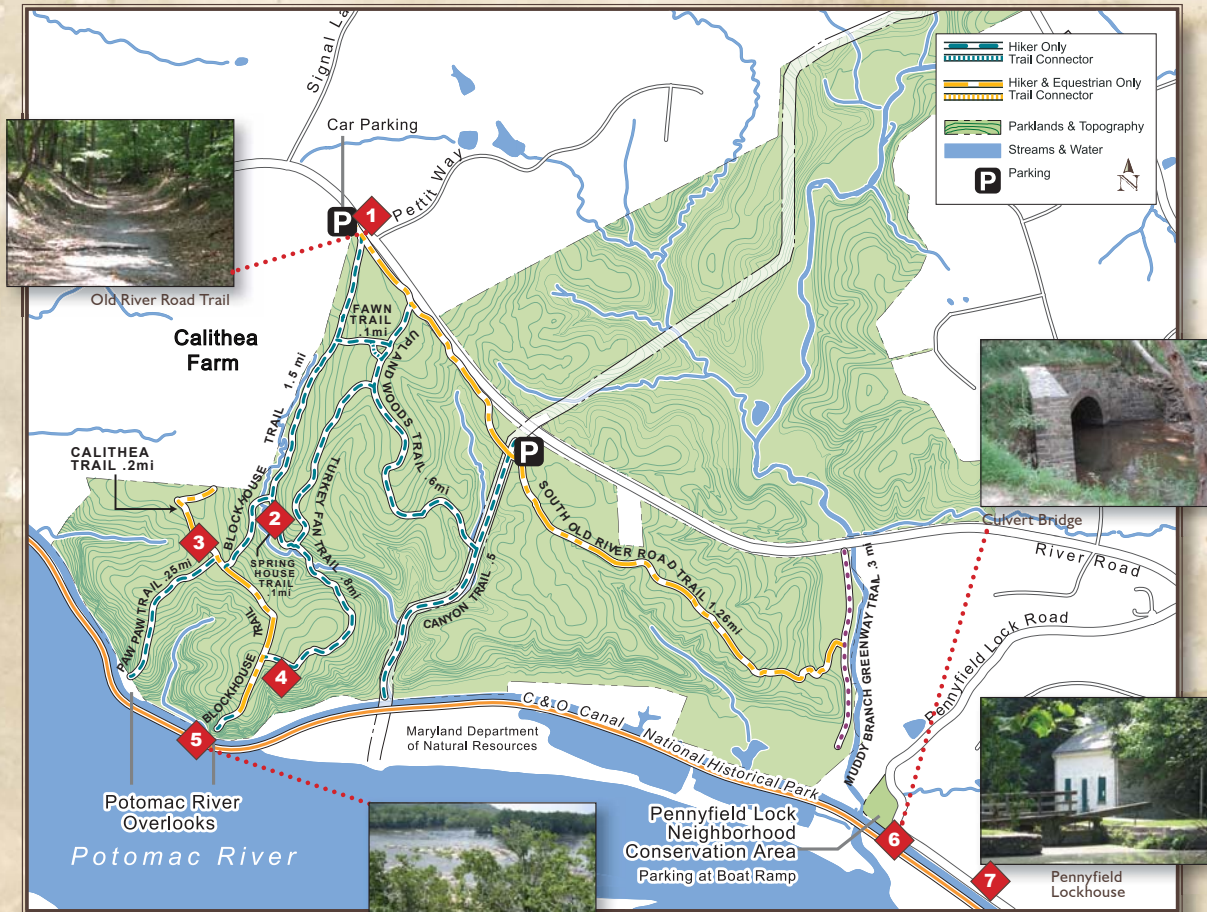 Signal La
Car Parking
Pettit Way
P
1
Hiker Only
Trail Connector
Hiker & Equestrian Only
Trail Connector
Parklands & Topography
Streams & Water
P
Parking
N
Old River Road Trail
Calithea
Farm
FAWN
TRAIL
.1mi
UPLAND WOODS TRAIL .6mi
BLOCKHOUSE TRAIL 1.5 mi
TURKEY FAN TRAIL .8mi
CALITHEA
TRAIL .2mi
P
2
3
SPRING
HOUSE
TRAIL
.1mi
PAW PAW TRAIL .25mi
BLOCKHOUSE TRAIL
4
5
CANYON TRAIL .5
SOUTH OLD RIVER ROAD TRAIL 1.26mi
MUDDY BRANCH GREENWAY TRAIL .3 mi
Culvert Bridge
River Road
Pennyfield Lock Road
C & O Canal
National Historical Park
Maryland Department
of Natural Resources
Potomac River
Overlooks
Potomac River
Pennyfield Lock
Neighborhood
Conservation Area
Parking at Boat Ramp
6
7
Pennyfield
Lockhouse